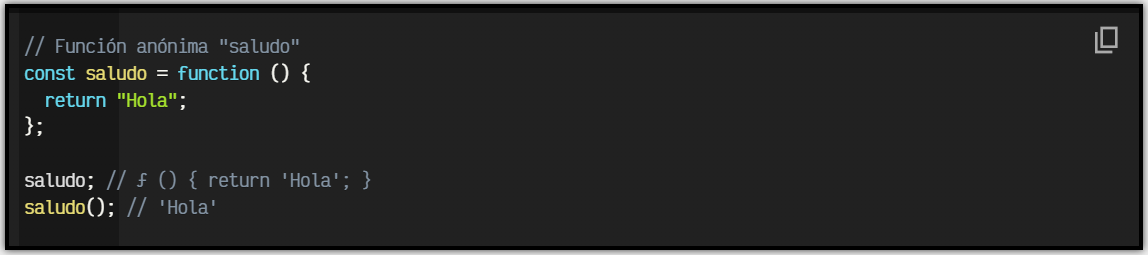 // Función anónima "saludo"
const saludo = function () {
  return "Hola";
};

saludo; // ƒ () { return 'Hola'; }
saludo(); // 'Hola'